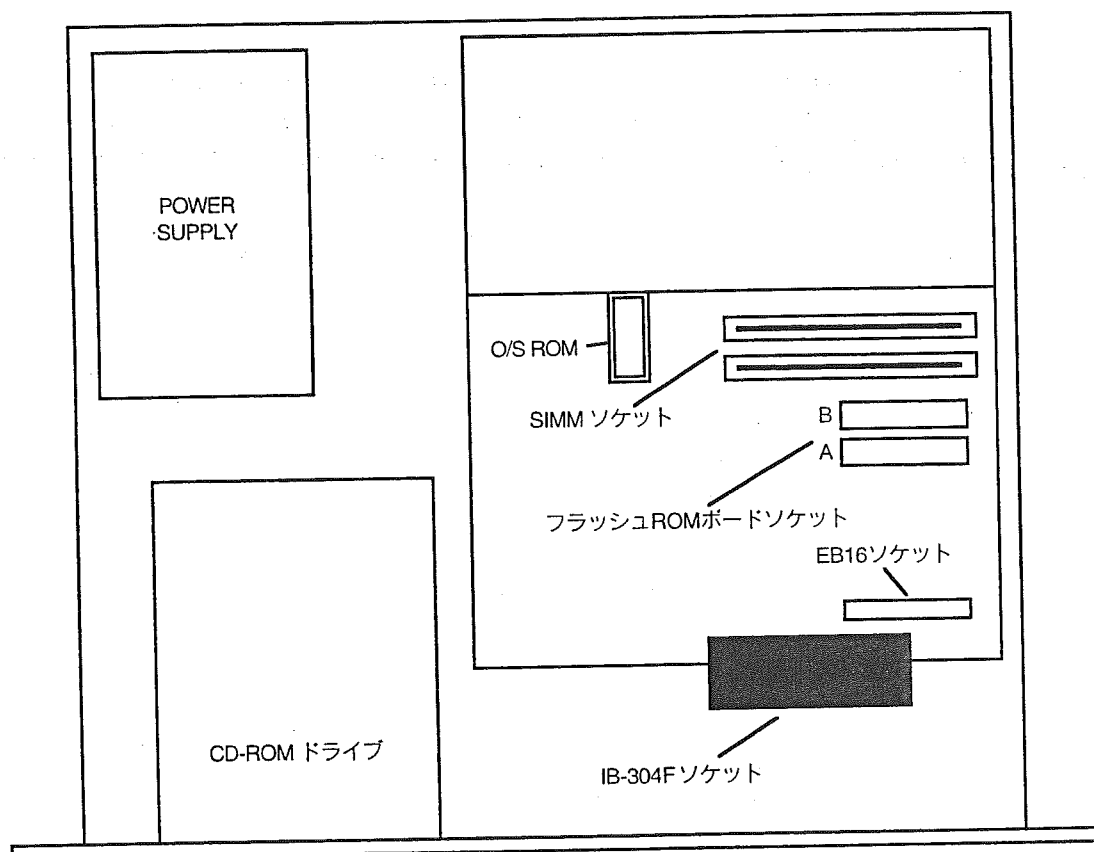 POWER
SUPPLY
O/S ROM
SIMM ソケット
B
A
フラッシュROMボードソケット
EB16ソケット
CD-ROM ドライブ
IB-304Fソケット